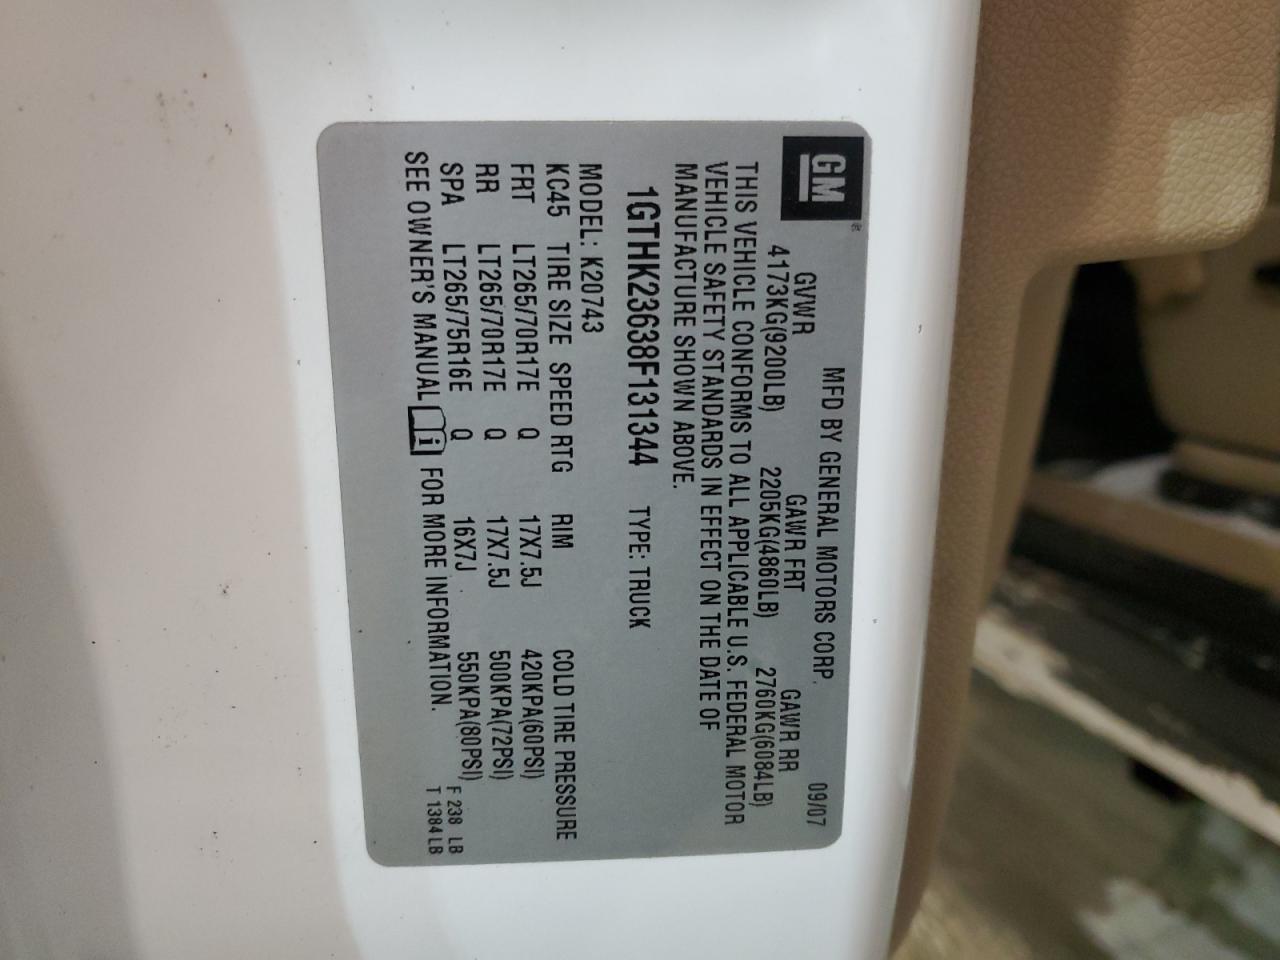 GM®
MFD BY GENERAL MOTORS CORP. 09/07
GVWR GAWR FRT GAWR RR
4173KG(9200LB) 2205KG(4860LB) 2760KG(6084LB)
THIS VEHICLE CONFORMS TO ALL APPLICABLE U.S. FEDERAL MOTOR
VEHICLE SAFETY STANDARDS IN EFFECT ON THE DATE OF
MANUFACTURE SHOWN ABOVE.
1GTHK23638F131344 TYPE: TRUCK
MODEL: K20743
KC45 TIRE SIZE SPEED RTG RIM COLD TIRE PRESSURE
FRT LT265/70R17E Q 17X7.5J 420KPA(60PSI)
RR LT265/70R17E Q 17X7.5J 500KPA(72PSI)
SPA LT265/75R16E Q 16X7J 550KPA(80PSI)
SEE OWNER'S MANUAL i FOR MORE INFORMATION.
F 238 LB
T 1384LB